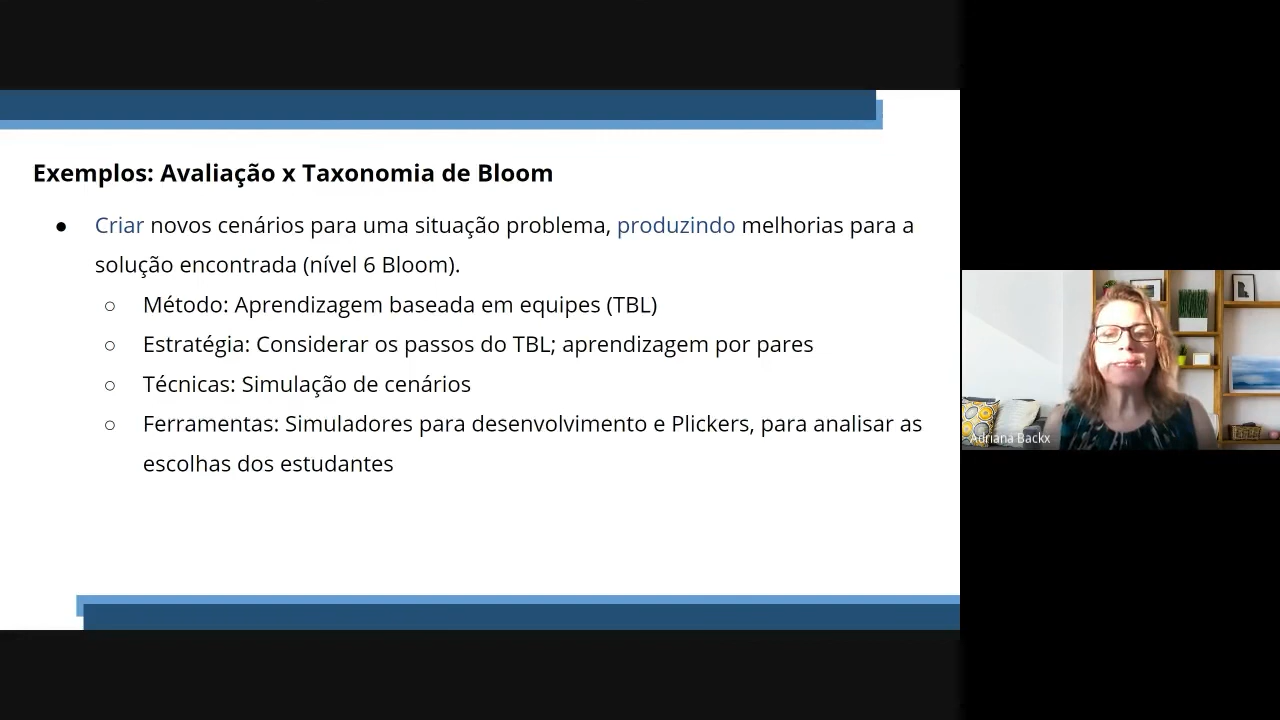 Exemplos: Avaliação x Taxonomia de Bloom
● Criar novos cenários para uma situação problema, produzindo melhorias para a
solução encontrada (nível 6 Bloom).
○ Método: Aprendizagem baseada em equipes (TBL)
○ Estratégia: Considerar os passos do TBL; aprendizagem por pares
○ Técnicas: Simulação de cenários
○ Ferramentas: Simuladores para desenvolvimento e Plickers, para analisar as
escolhas dos estudantes
Adriana Backx